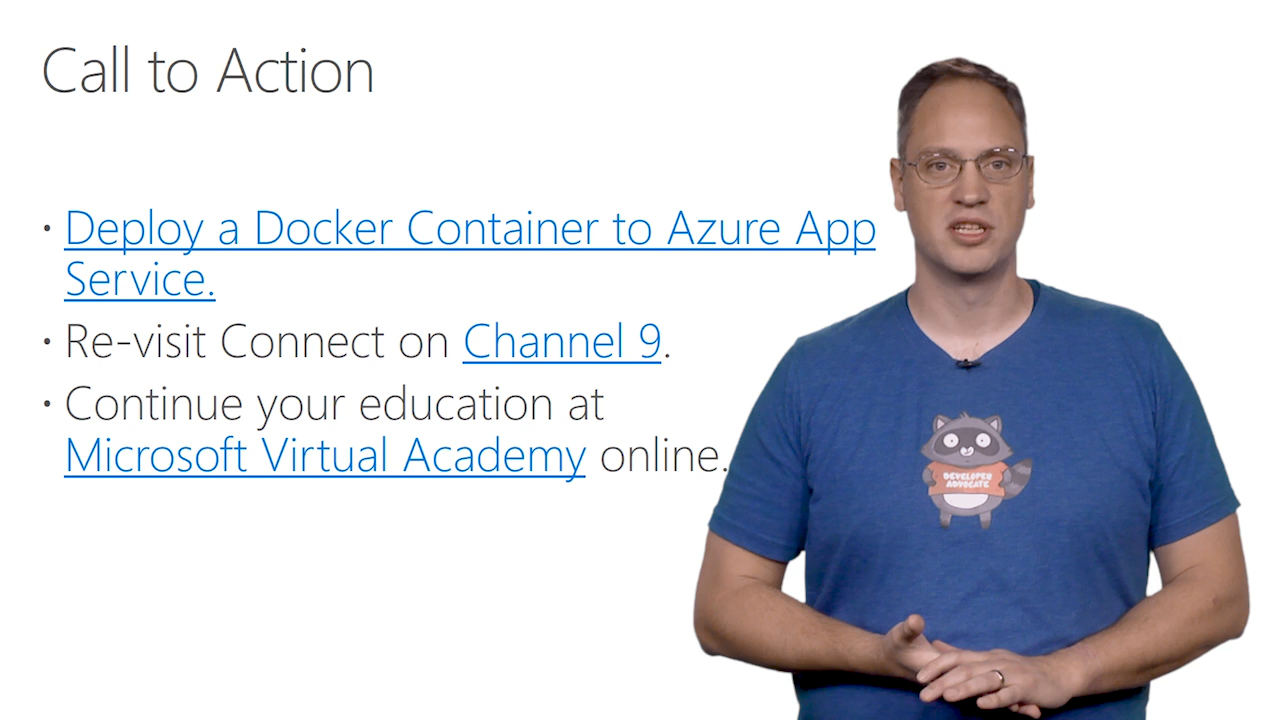 Call to Action
• Deploy a Docker Container to Azure App
Service.
• Re-visit Connect on Channel 9.
• Continue your education at
Microsoft Virtual Academy online.
DEVELOPER
ADVOCATE